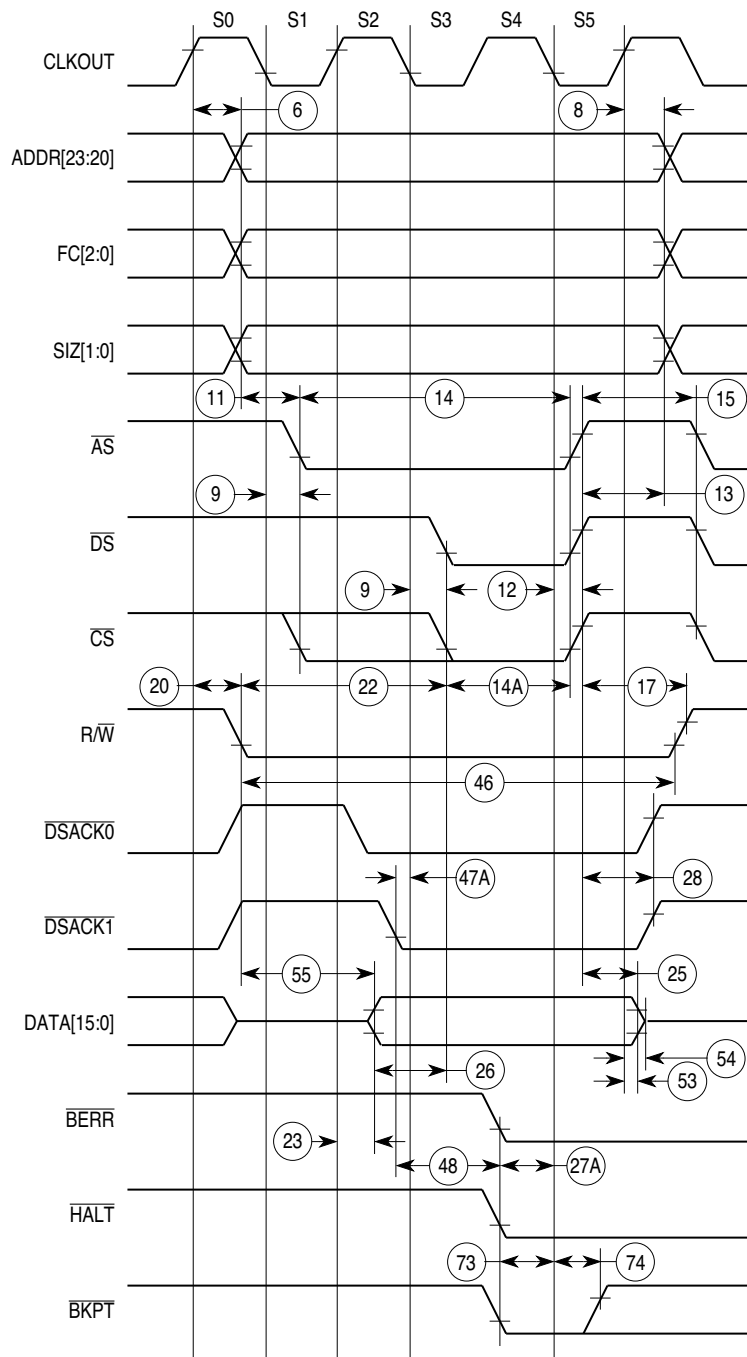 S0 S1 S2 S3 S4 S5
CLKOUT
6 8
ADDR[23:20]
FC[2:0]
SIZ[1:0]
11 14 15
AS
9 13
DS
9 12
CS
20 22 14A 17
R/W
46
DSACK0
47A 28
DSACK1
55 25
DATA[15:0]
54
26
53
BERR
23
48 27A
HALT
73 74
BKPT